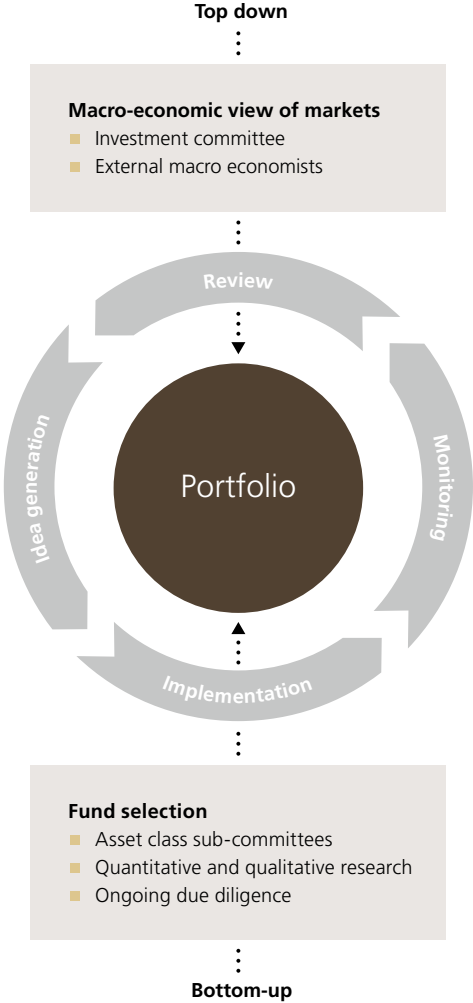 Top down
Macro-economic view of markets
Investment committee
External macro economists
Review
Idea generation
Portfolio
Monitoring
Implementation
Fund selection
Asset class sub-committees
Quantitative and qualitative research
Ongoing due diligence
Bottom-up